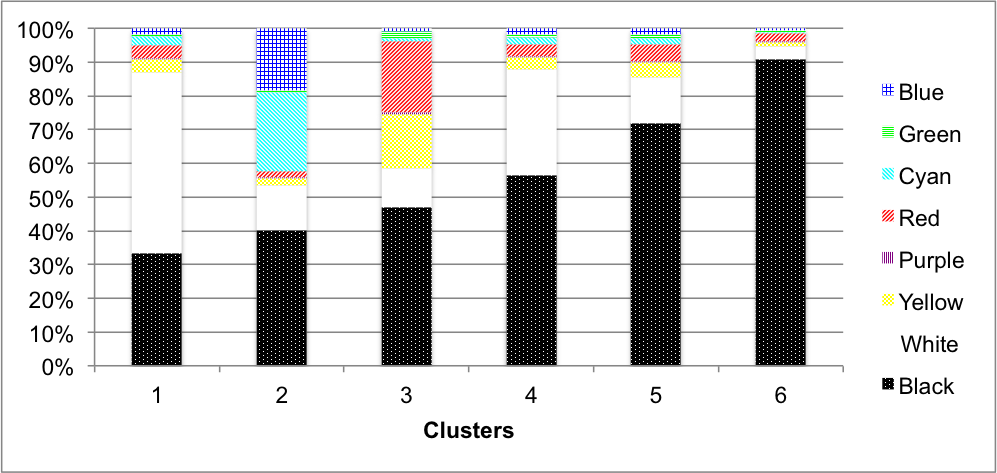 100%
90%
80%
70%
60%
50%
40%
30%
20%
10%
0%
1 2 3 4 5 6
Clusters
Blue
Green
Cyan
Red
Purple
Yellow
White
Black